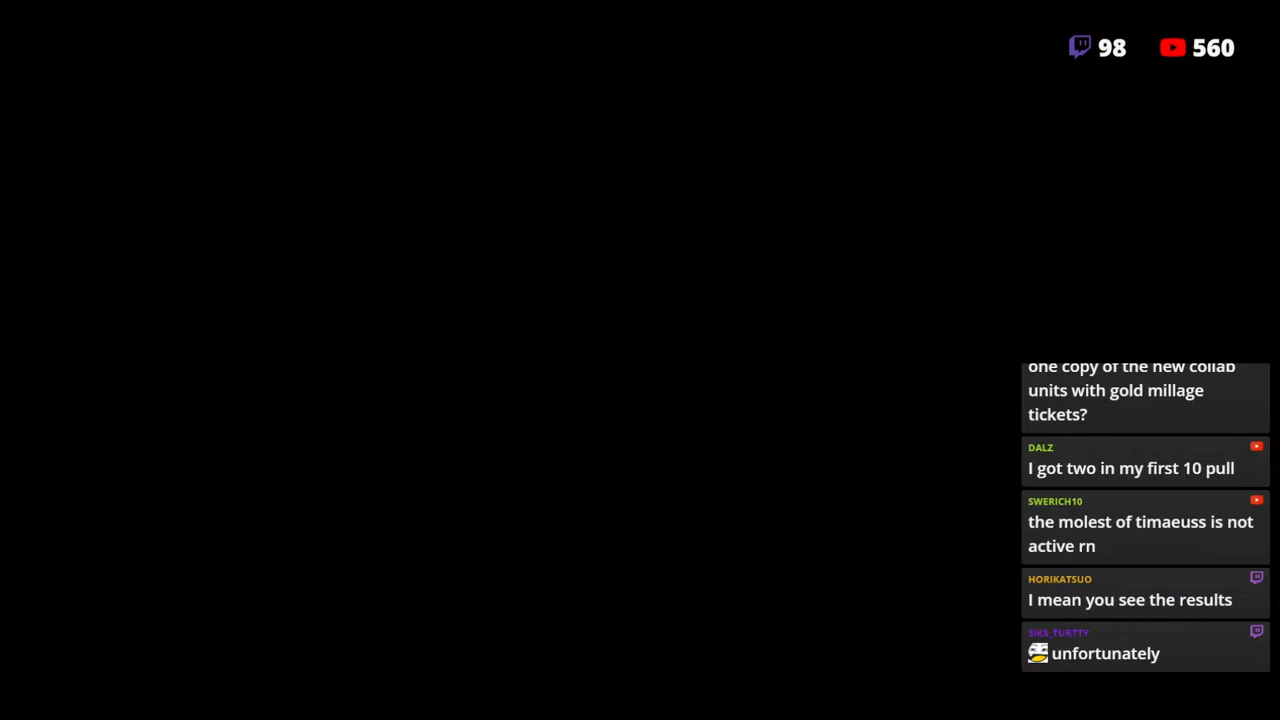 98 560
one copy of the new collab
units with gold millage
tickets?
DALZ
I got two in my first 10 pull
SWERICH10
the molest of timaeuss is not
active rn
HORIKATSUO
I mean you see the results
SIKS_TURTTY
unfortunately